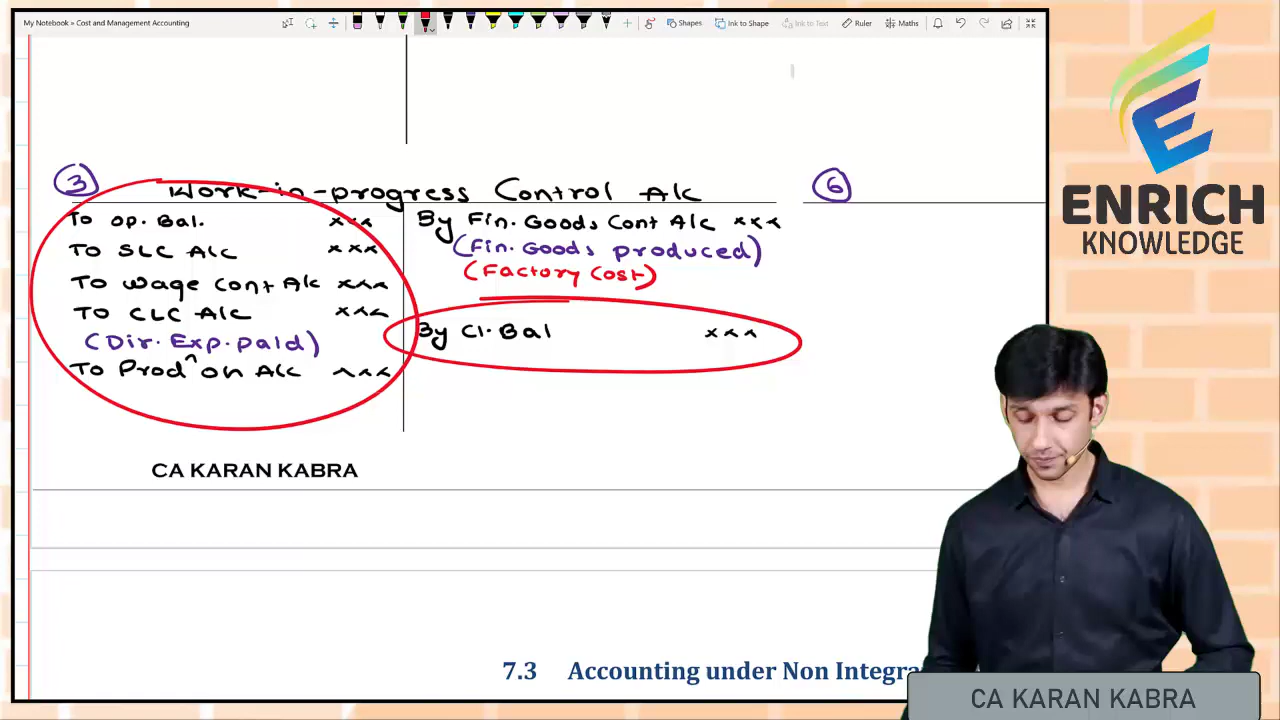 My Notebook » Cost and Management Accounting
Shapes
Ink to Shape
Ink to Text
Ruler
Maths
3
Work-in-progress Control A/c
6
To op. Bal. xxx
By Fin. Goods Cont A/c xxx
To SLC A/c xxx
(Fin. Goods produced)
To wage Cont A/c xxx
(Factory Cost)
To CLC A/c xxx
By Cl. Bal xxx
(Dir. Exp. paid)
To Prodⁿ OH A/c xxx
CA KARAN KABRA
7.3 Accounting under Non Integra
E
ENRICH
KNOWLEDGE
CA KARAN KABRA